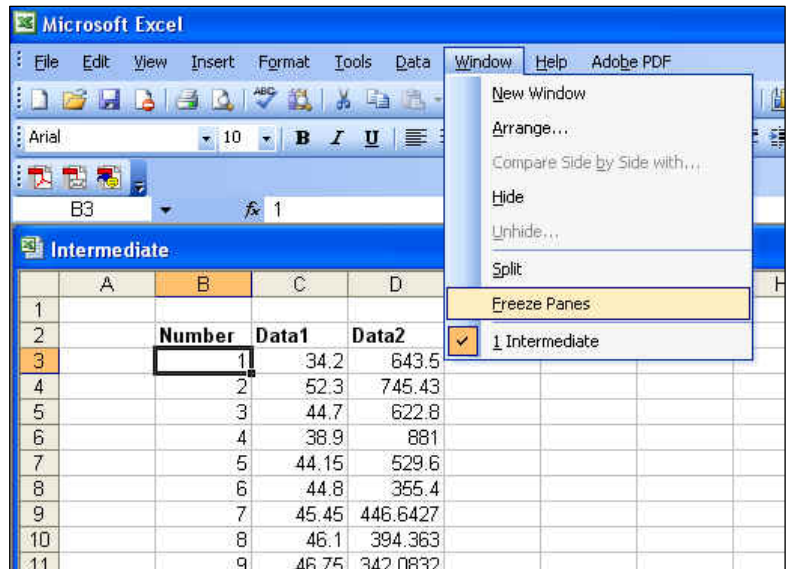 Microsoft Excel
File Edit View Insert Format Tools Data Window Help Adobe PDF
New Window
Arrange...
Compare Side by Side with...
Hide
Unhide...
Split
Freeze Panes
1 Intermediate
ABC
Arial 10 B I U
B3 fx 1
Intermediate
A B C D H
1
2 Number Data1 Data2
3 1 34.2 643.5
4 2 52.3 745.43
5 3 44.7 622.8
6 4 38.9 881
7 5 44.15 529.6
8 6 44.8 355.4
9 7 45.45 446.6427
10 8 46.1 394.363
11 9 46.75 342.0832